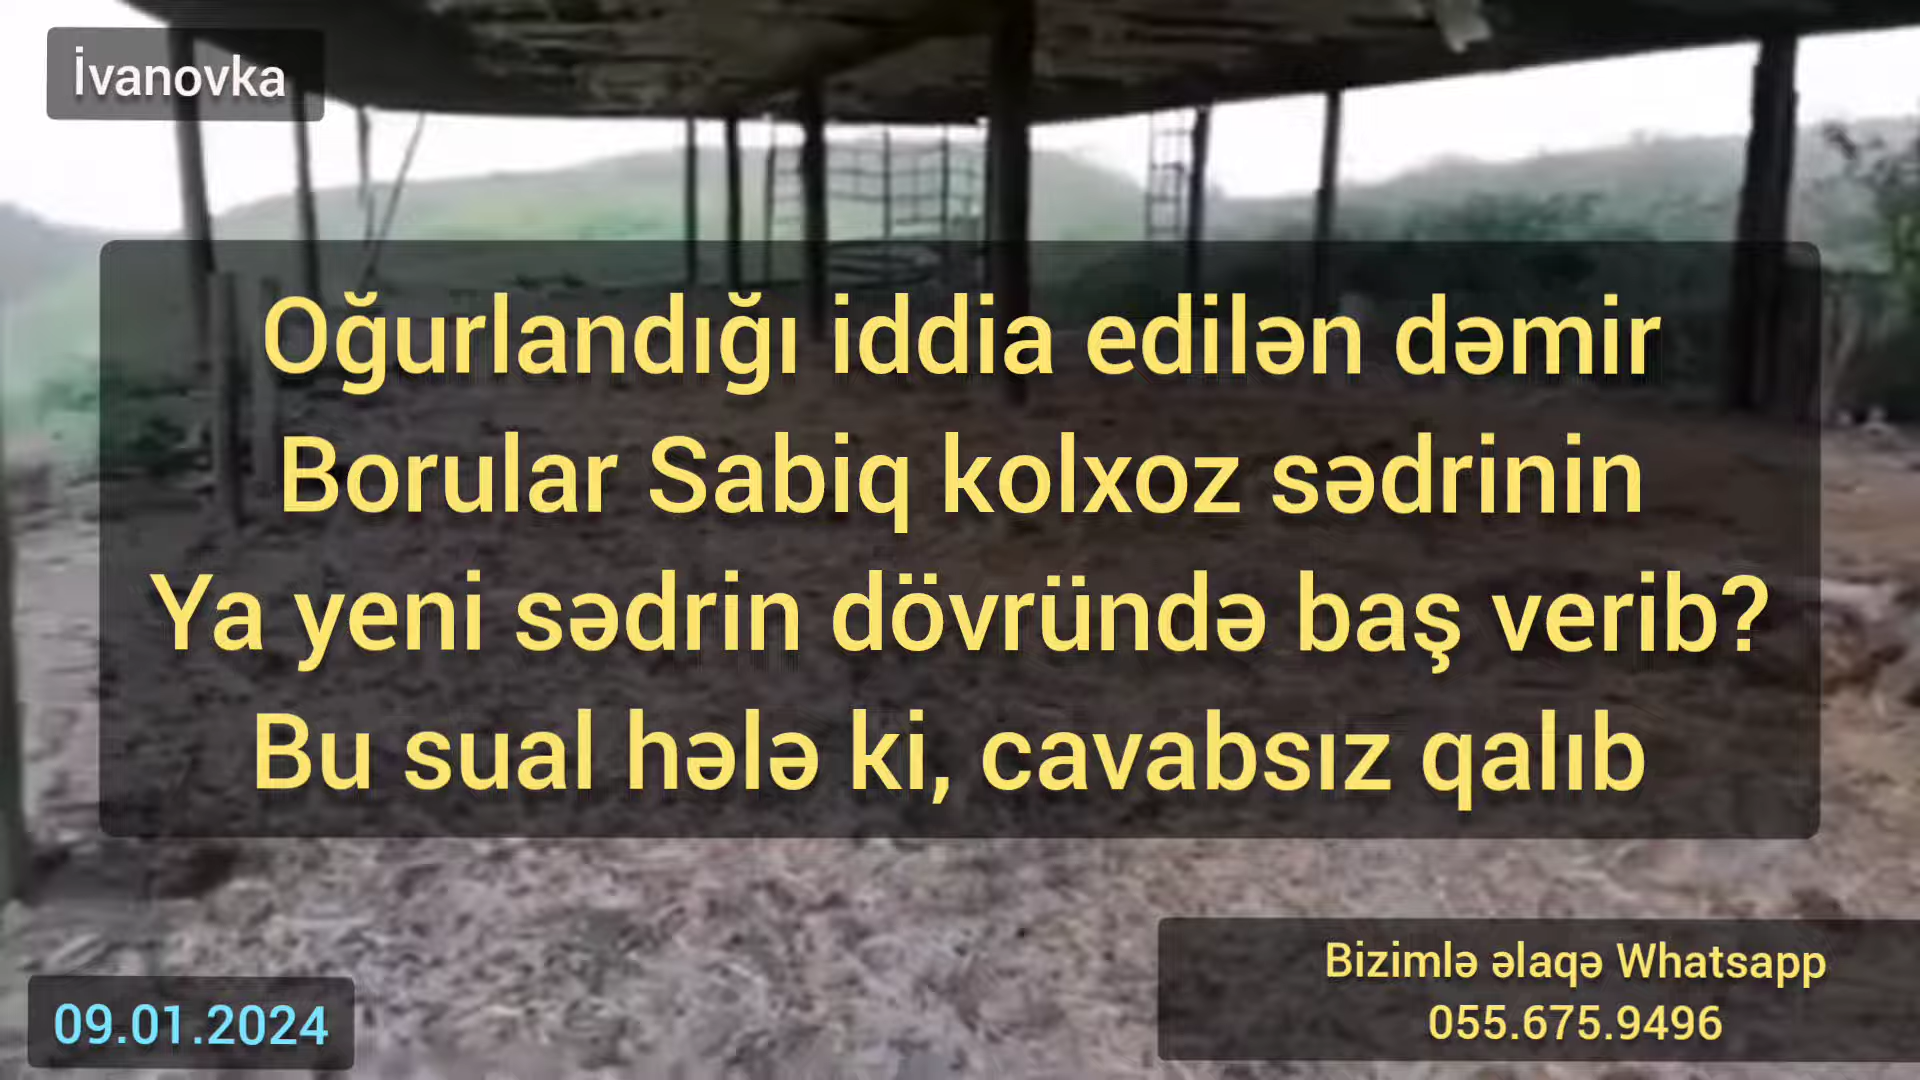 İvanovka
Oğurlandığı iddia edilən dəmir
Borular Sabiq kolxoz sədrinin
Ya yeni sədrin dövründə baş verib?
Bu sual hələ ki, cavabsız qalıb
Bizimlə əlaqə Whatsapp
055.675.9496
09.01.2024